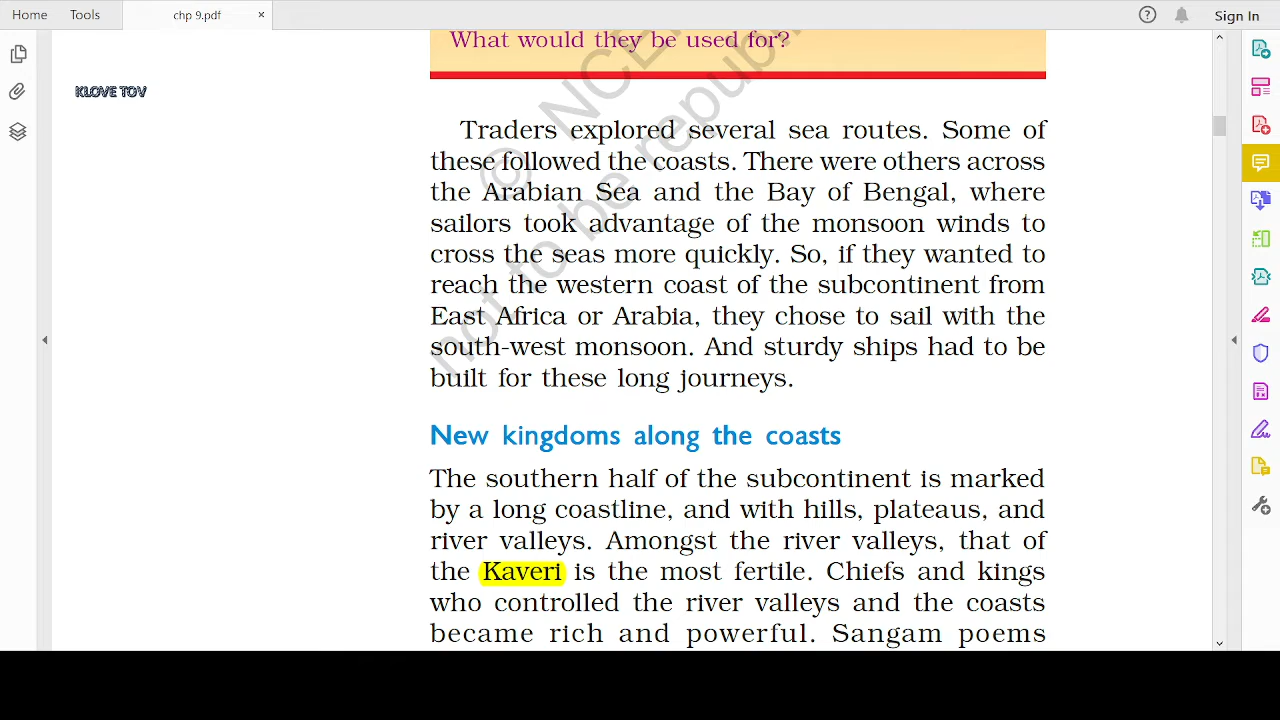 Home Tools chp 9.pdf × Sign In
What would they be used for?
KLOVE TOV
Traders explored several sea routes. Some of
these followed the coasts. There were others across
the Arabian Sea and the Bay of Bengal, where
sailors took advantage of the monsoon winds to
cross the seas more quickly. So, if they wanted to
reach the western coast of the subcontinent from
East Africa or Arabia, they chose to sail with the
south-west monsoon. And sturdy ships had to be
built for these long journeys.
New kingdoms along the coasts
The southern half of the subcontinent is marked
by a long coastline, and with hills, plateaus, and
river valleys. Amongst the river valleys, that of
the Kaveri is the most fertile. Chiefs and kings
who controlled the river valleys and the coasts
became rich and powerful. Sangam poems
© NCE
not to be republi